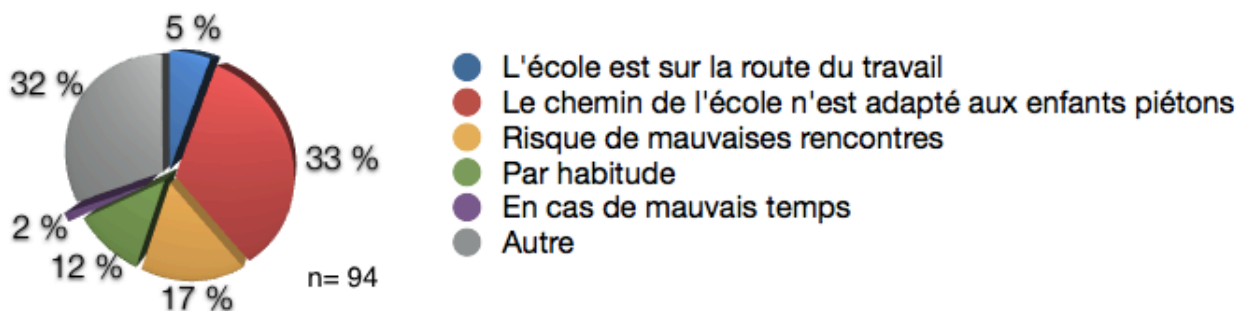 5 %
32 %
33 %
2 %
12 %
17 %
n= 94
L'école est sur la route du travail
Le chemin de l'école n'est adapté aux enfants piétons
Risque de mauvaises rencontres
Par habitude
En cas de mauvais temps
Autre